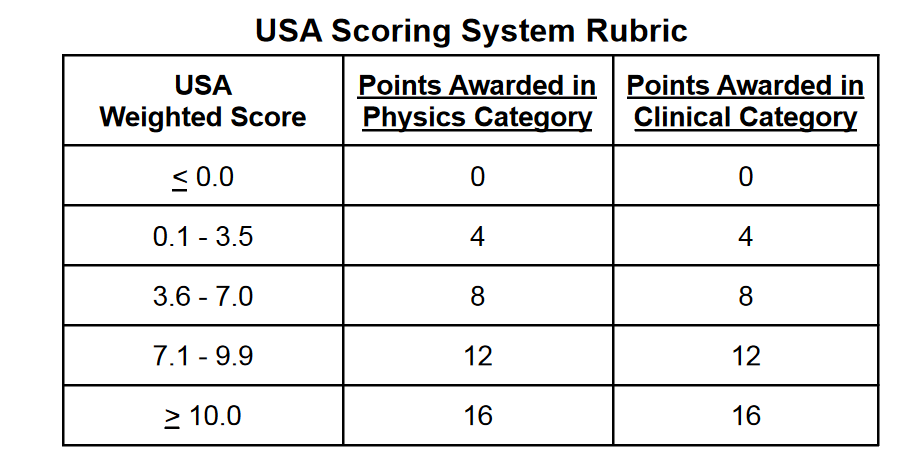 USA Scoring System Rubric
USA
Weighted Score
Points Awarded in
Physics Category
Points Awarded in
Clinical Category
≤ 0.0
0
0
0.1 - 3.5
4
4
3.6 - 7.0
8
8
7.1 - 9.9
12
12
≥ 10.0
16
16